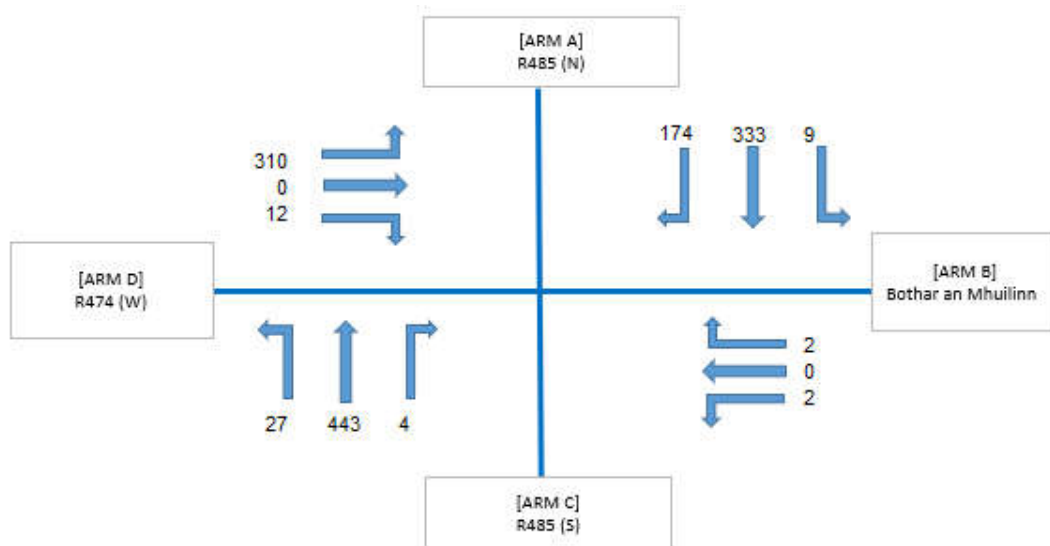 [ARM A]
R485 (N)
174 333 9
310
0
12
[ARM D]
R474 (W)
[ARM B]
Bothar an Mhuilinn
2
0
2
27 443 4
[ARM C]
R485 (S)